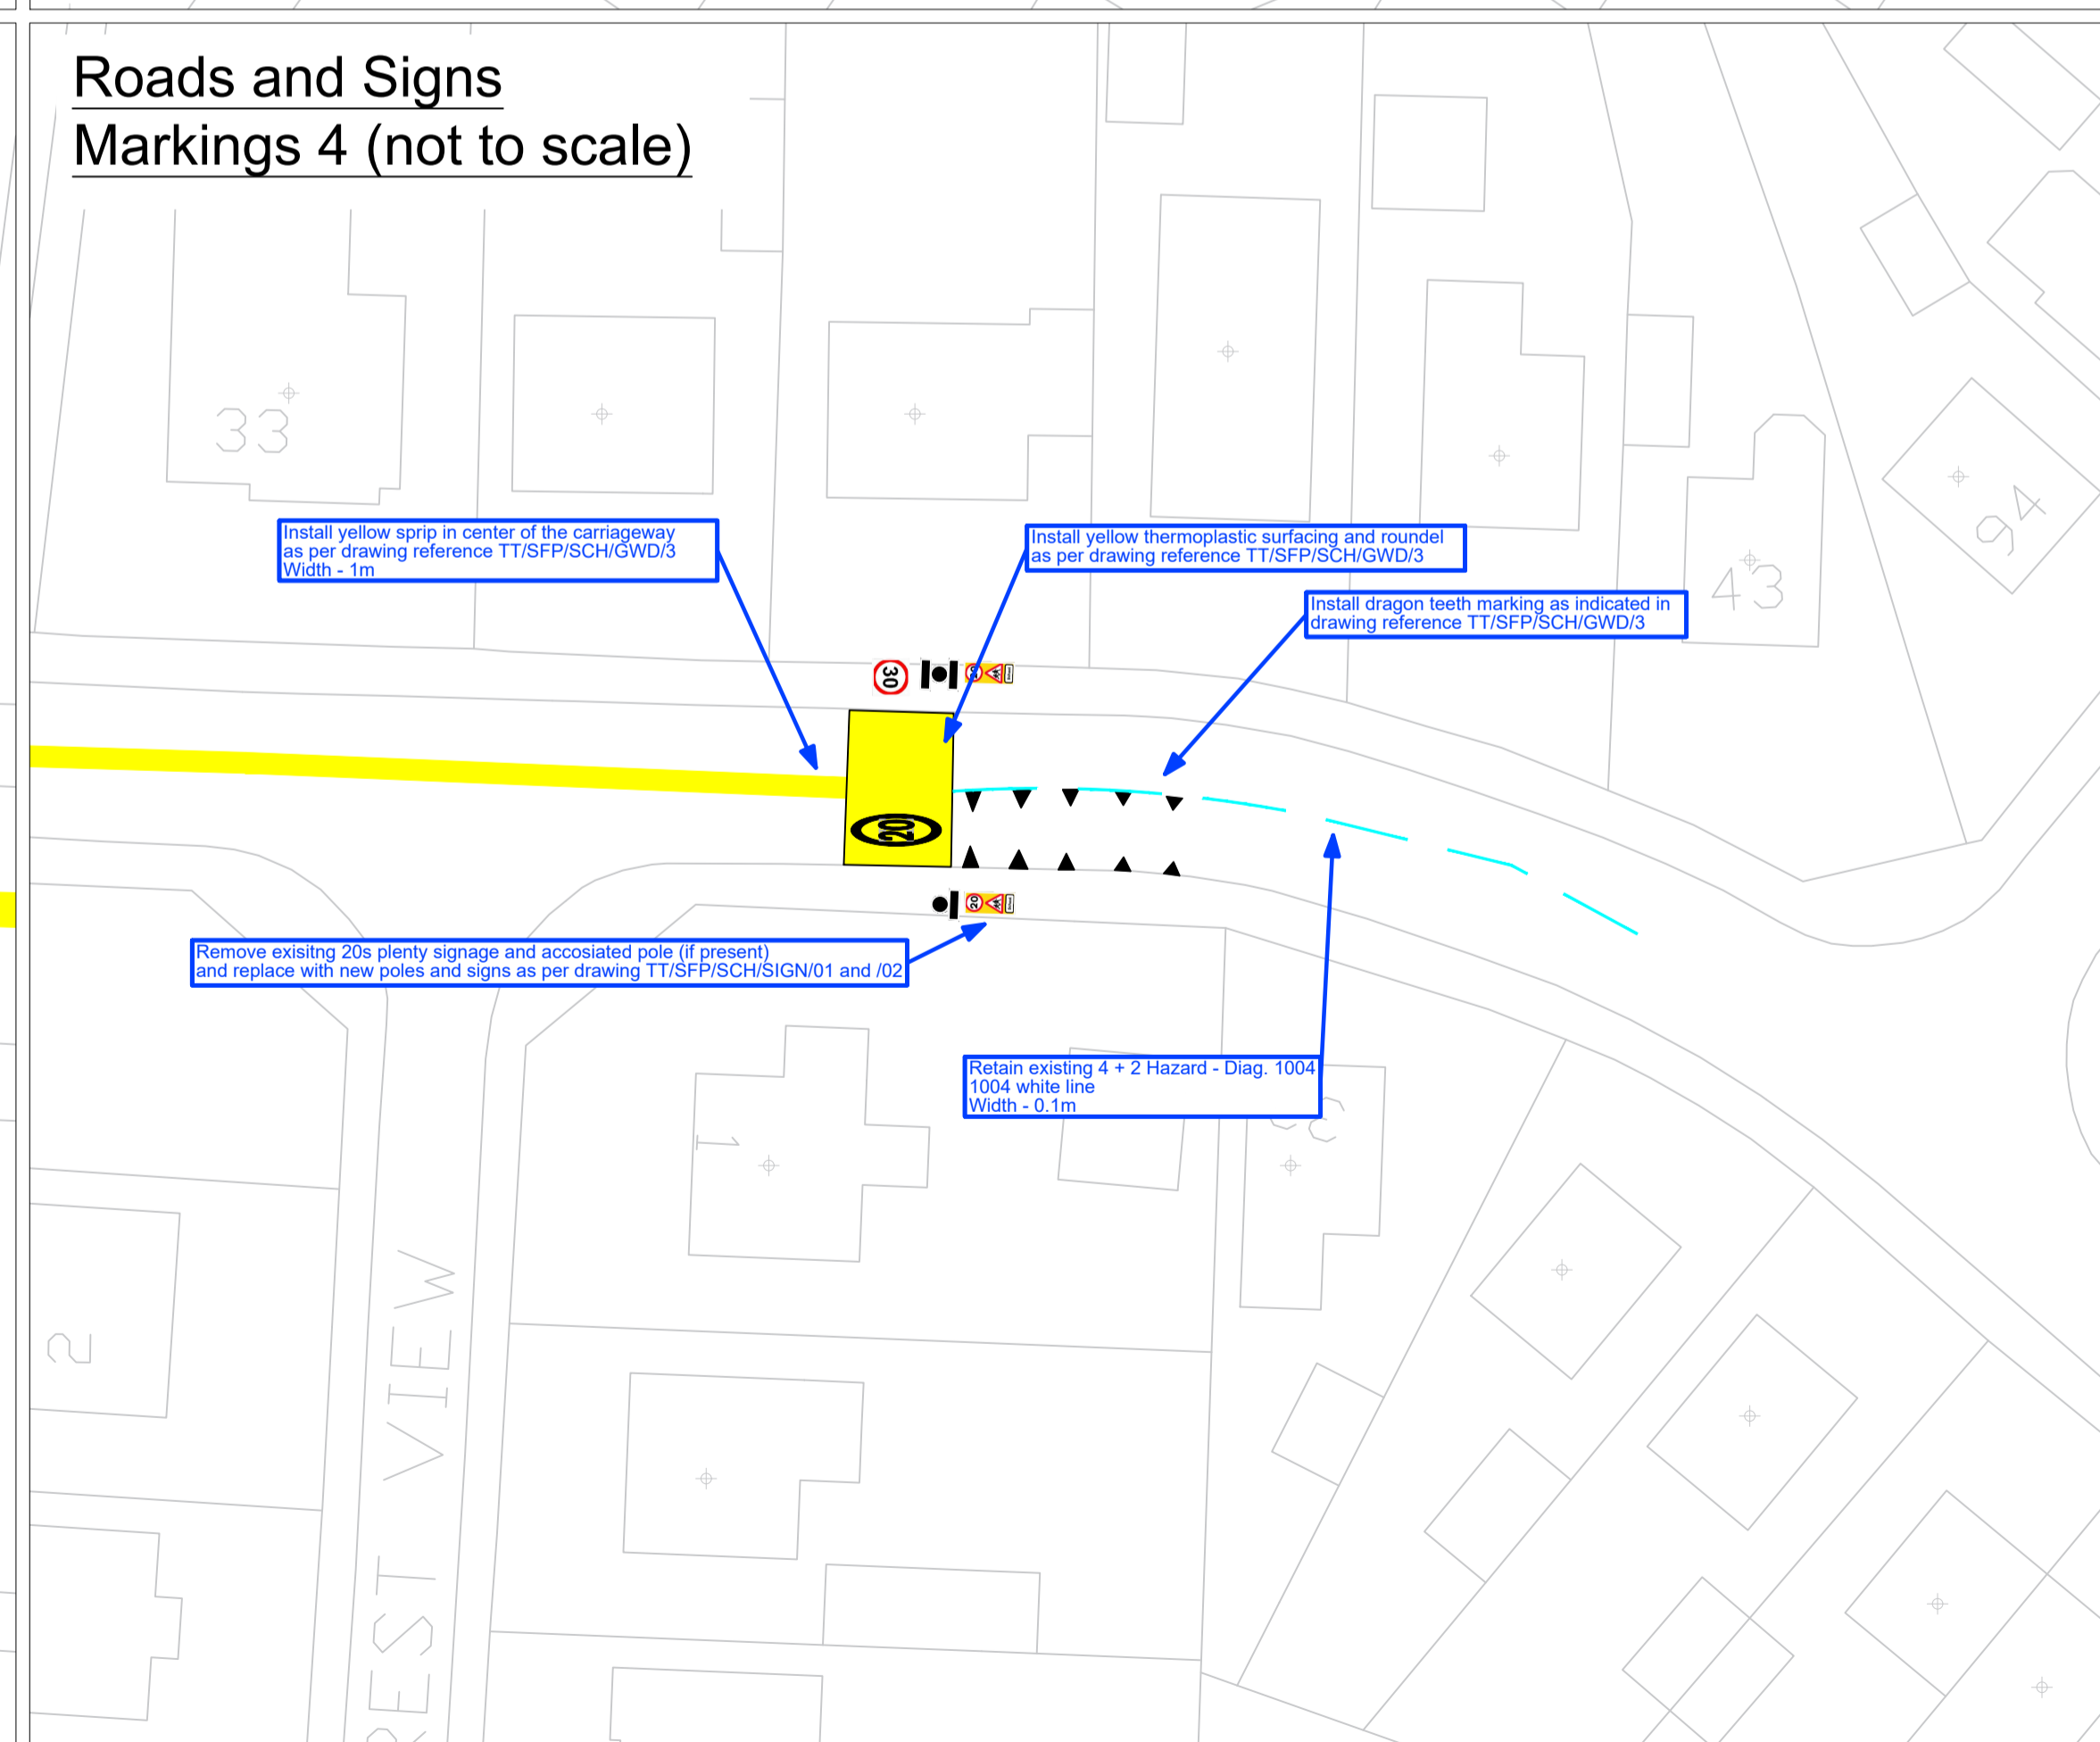 Roads and Signs
Markings 4 (not to scale)
33
94
43
Install yellow sprip in center of the carriageway
as per drawing reference TT/SFP/SCH/GWD/3
Width - 1m
Install yellow thermoplastic surfacing and roundel
as per drawing reference TT/SFP/SCH/GWD/3
Install dragon teeth marking as indicated in
drawing reference TT/SFP/SCH/GWD/3
30
20
20
20
Remove exisitng 20s plenty signage and accosiated pole (if present)
and replace with new poles and signs as per drawing TT/SFP/SCH/SIGN/01 and /02
Retain existing 4 + 2 Hazard - Diag. 1004
1004 white line
Width - 0.1m
1
2
REST VIEW